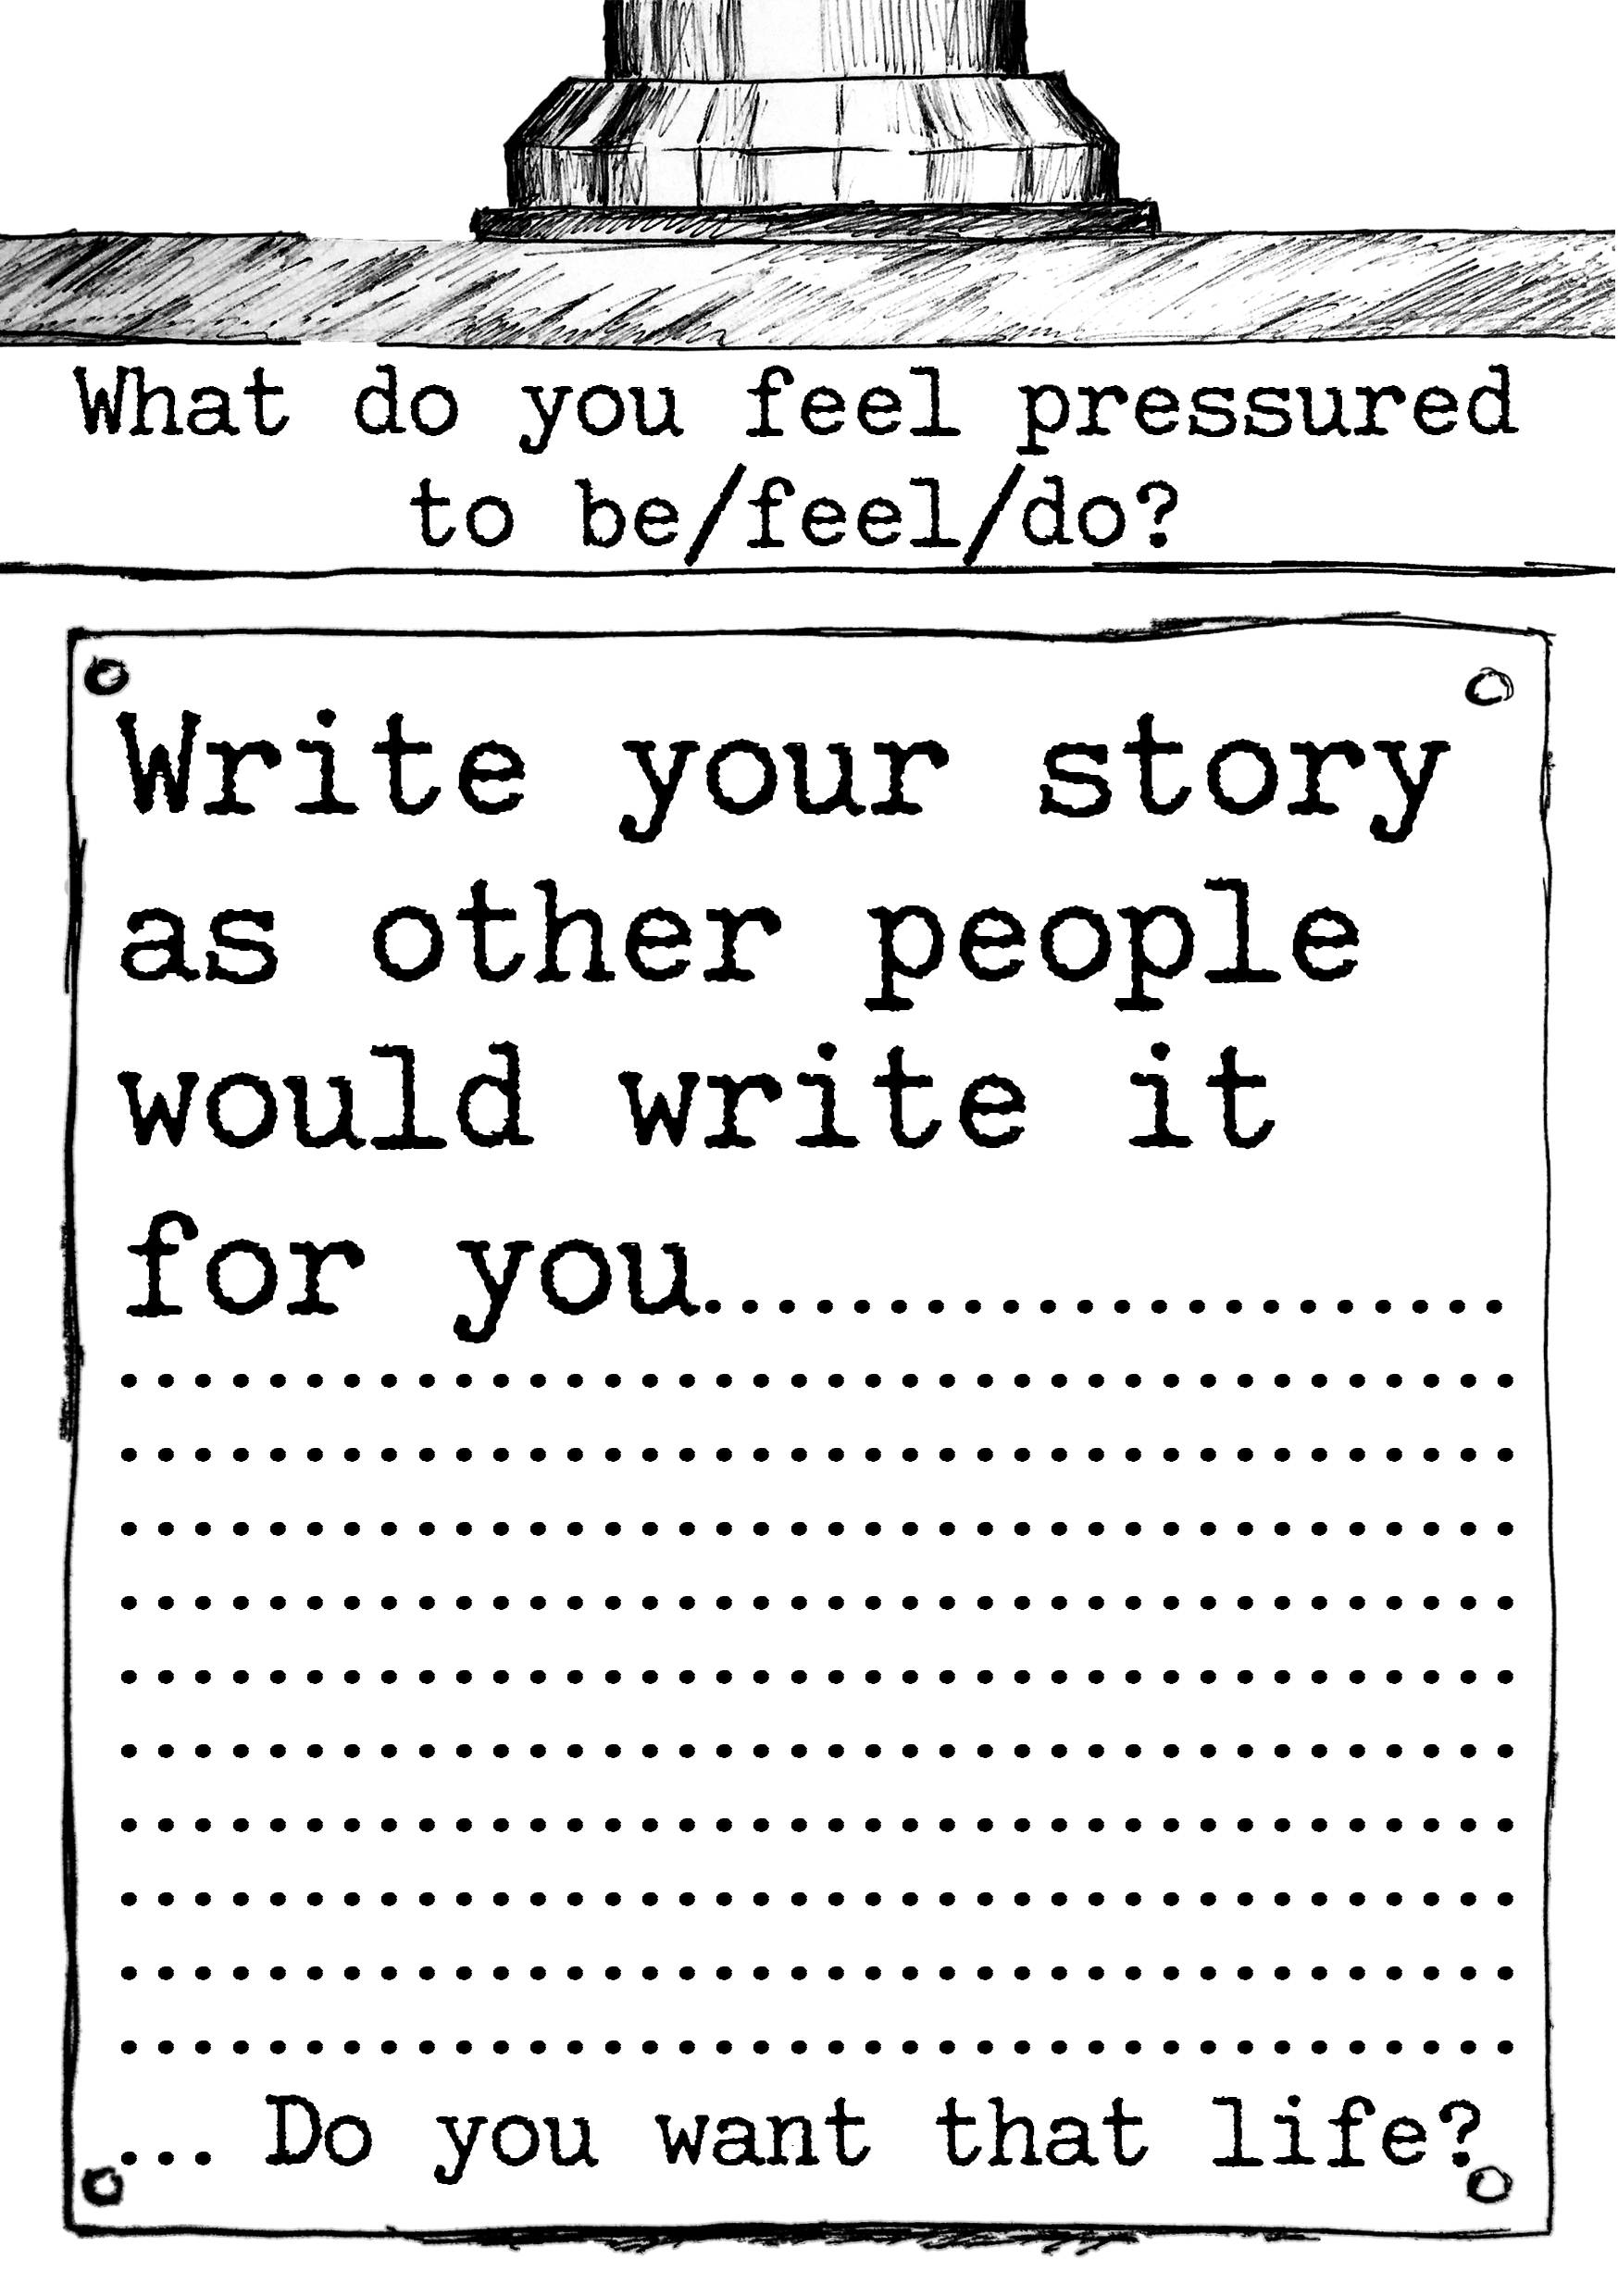 What do you feel pressured
to be/feel/do?
Write your story
as other people
would write it
for you......................
......................................
......................................
......................................
......................................
......................................
......................................
......................................
......................................
......................................
......................................
... Do you want that life?